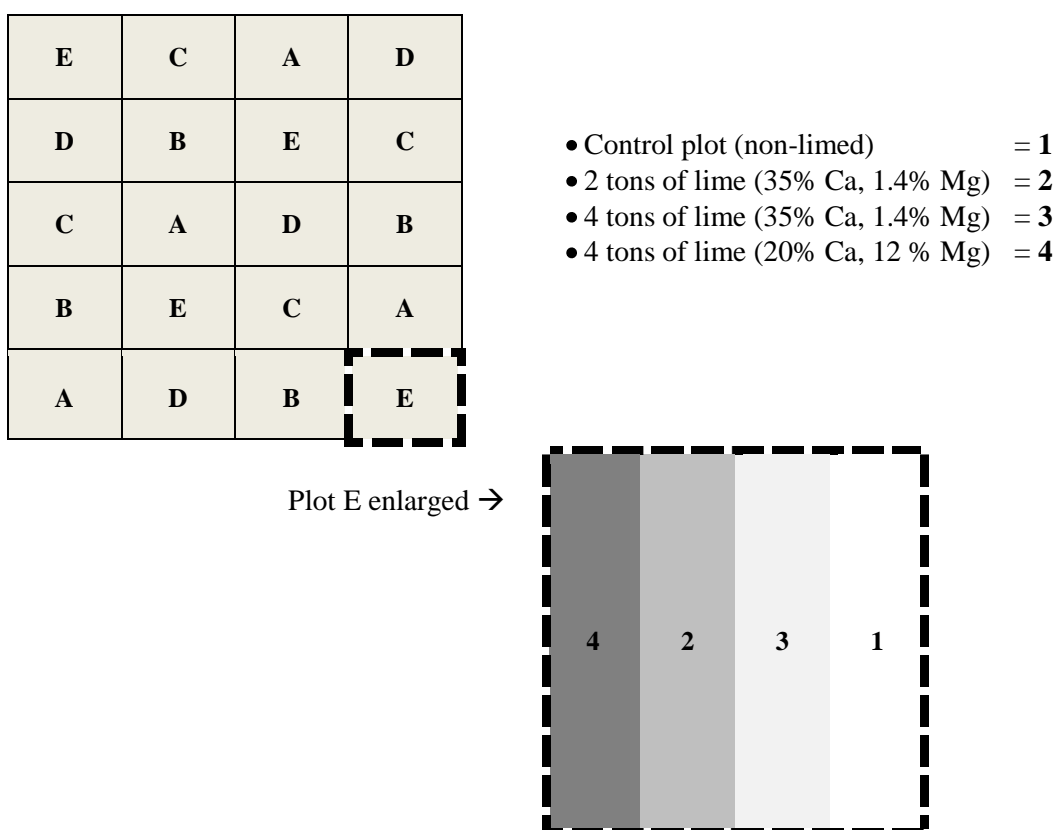 E C A D
D B E C
C A D B
B E C A
A D B E
• Control plot (non-limed) = 1
• 2 tons of lime (35% Ca, 1.4% Mg) = 2
• 4 tons of lime (35% Ca, 1.4% Mg) = 3
• 4 tons of lime (20% Ca, 12 % Mg) = 4
Plot E enlarged →
4 2 3 1